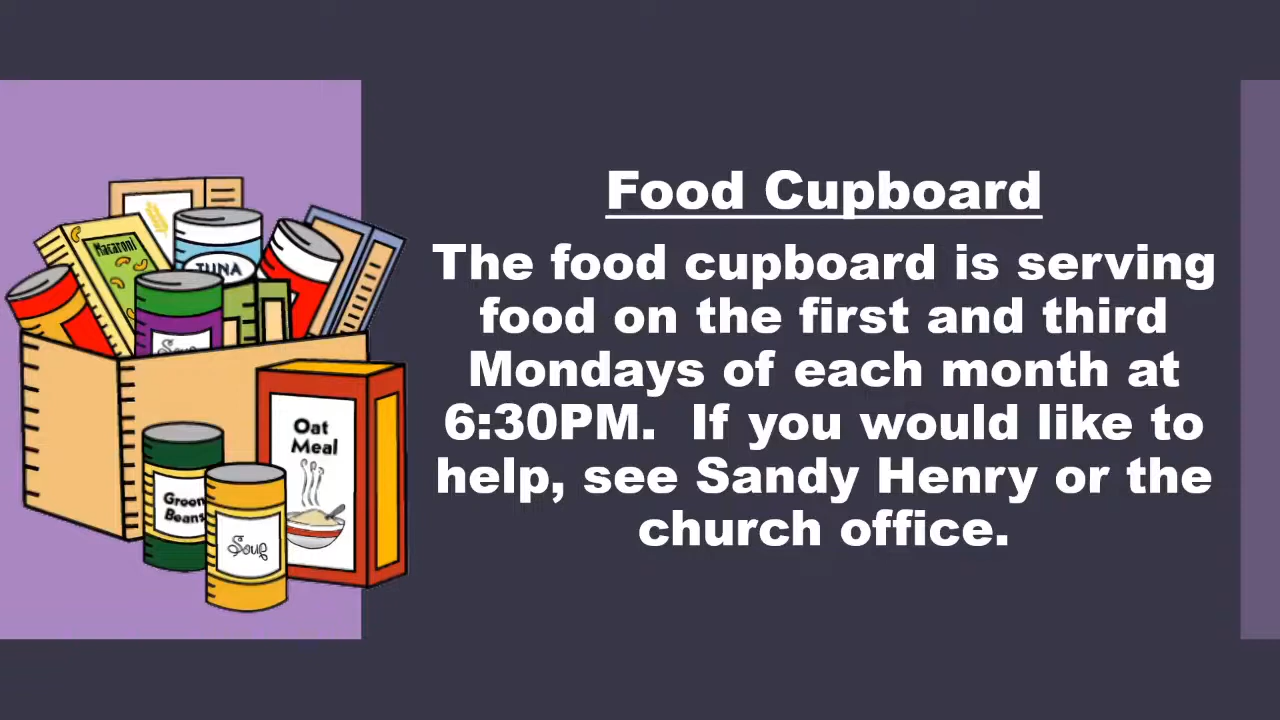 Food Cupboard
The food cupboard is serving
food on the first and third
Mondays of each month at
6:30PM.  If you would like to
help, see Sandy Henry or the
church office.
Macaroni
TUNA
Soup
Oat
Meal
Green
Beans
Soup